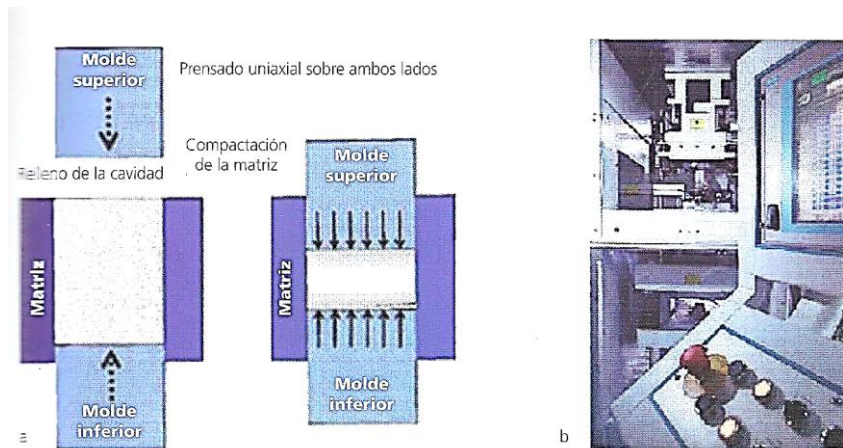 Molde
superior
Prensado uniaxial sobre ambos lados
Relleno de la cavidad
Compactación
de la matriz
Molde
superior
Matriz
Matriz
Molde
inferior
Molde
inferior
a
b